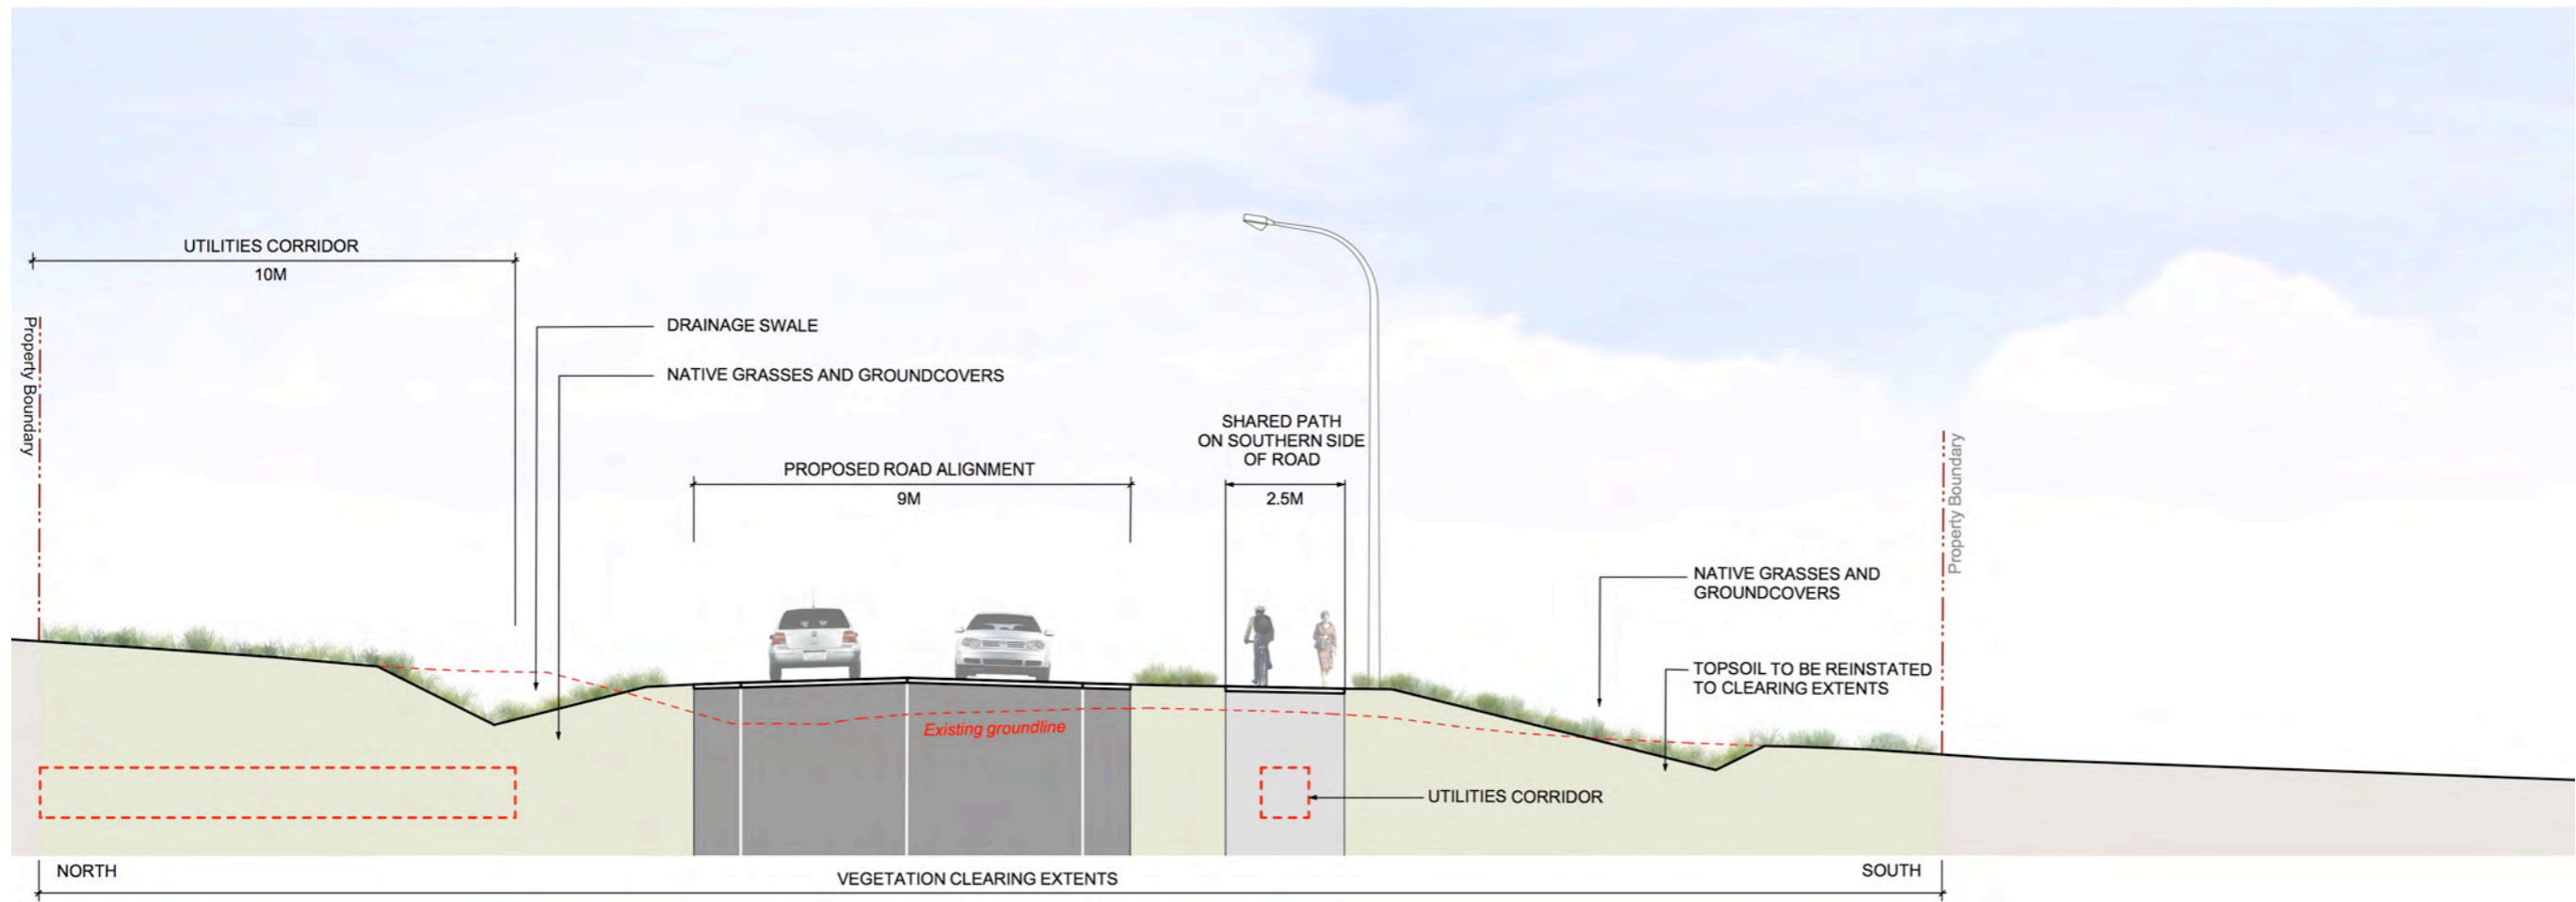 UTILITIES CORRIDOR
10M
Property Boundary
DRAINAGE SWALE
NATIVE GRASSES AND GROUNDCOVERS
PROPOSED ROAD ALIGNMENT
9M
SHARED PATH
ON SOUTHERN SIDE
OF ROAD
2.5M
Property Boundary
NATIVE GRASSES AND
GROUNDCOVERS
TOPSOIL TO BE REINSTATED
TO CLEARING EXTENTS
Existing groundline
UTILITIES CORRIDOR
NORTH
VEGETATION CLEARING EXTENTS
SOUTH